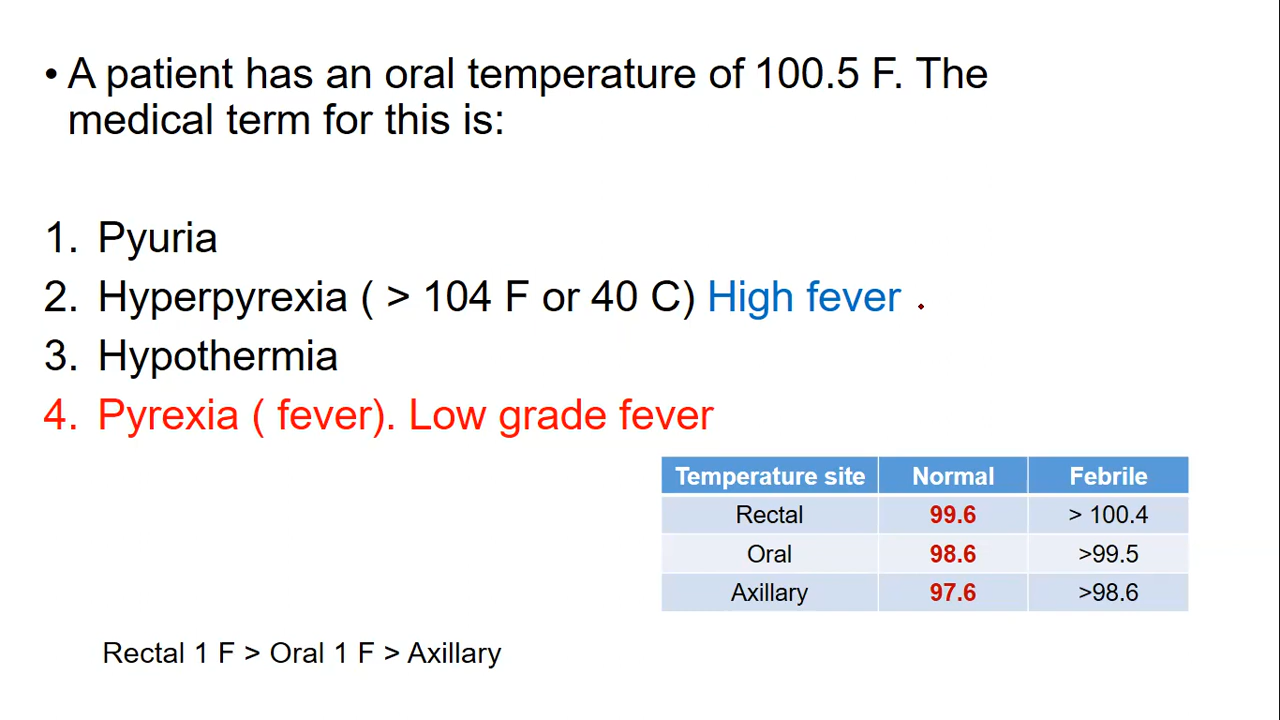 • A patient has an oral temperature of 100.5 F. The
medical term for this is:
1. Pyuria
2. Hyperpyrexia ( > 104 F or 40 C) High fever
3. Hypothermia
4. Pyrexia ( fever). Low grade fever
Temperature site Normal Febrile
Rectal 99.6 > 100.4
Oral 98.6 >99.5
Axillary 97.6 >98.6
Rectal 1 F > Oral 1 F > Axillary